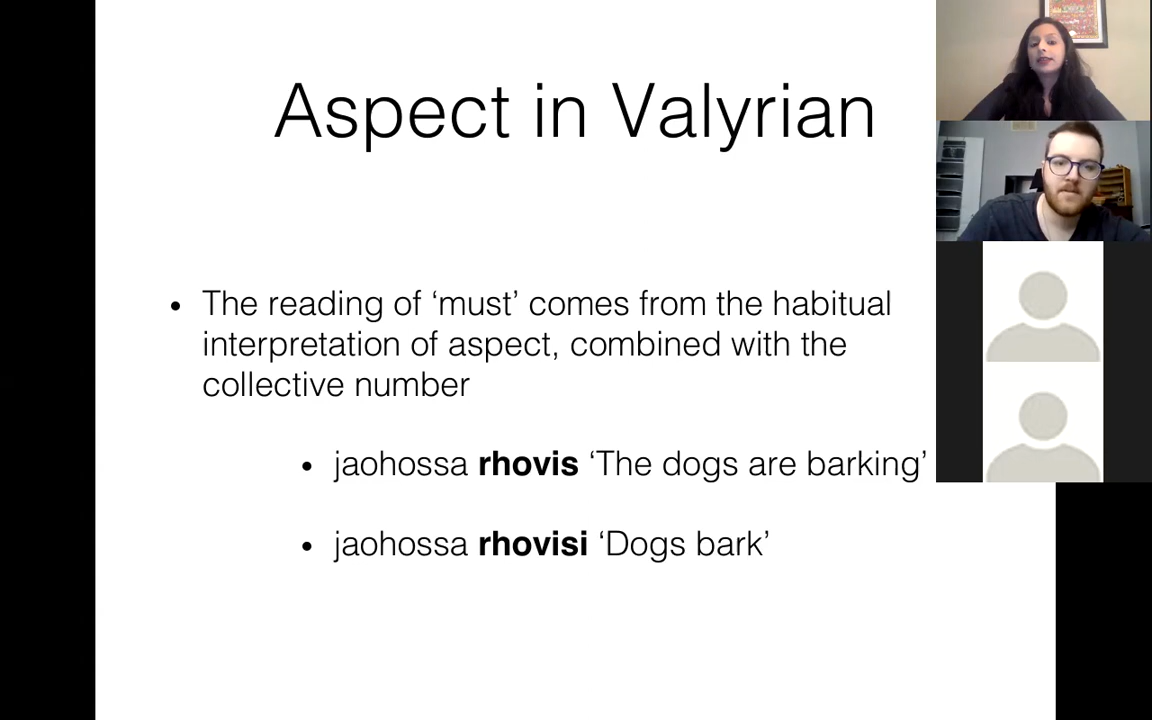 Aspect in Valyrian
• The reading of ‘must’ comes from the habitual
interpretation of aspect, combined with the
collective number
• jaohossa rhovis ‘The dogs are barking’
• jaohossa rhovisi ‘Dogs bark’